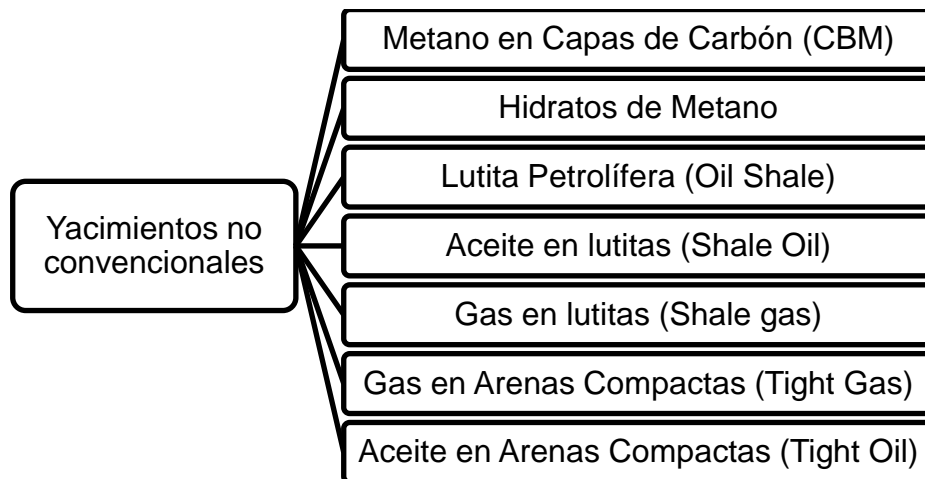 Metano en Capas de Carbón (CBM)
Hidratos de Metano
Lutita Petrolífera (Oil Shale)
Yacimientos no
convencionales
Aceite en lutitas (Shale Oil)
Gas en lutitas (Shale gas)
Gas en Arenas Compactas (Tight Gas)
Aceite en Arenas Compactas (Tight Oil)